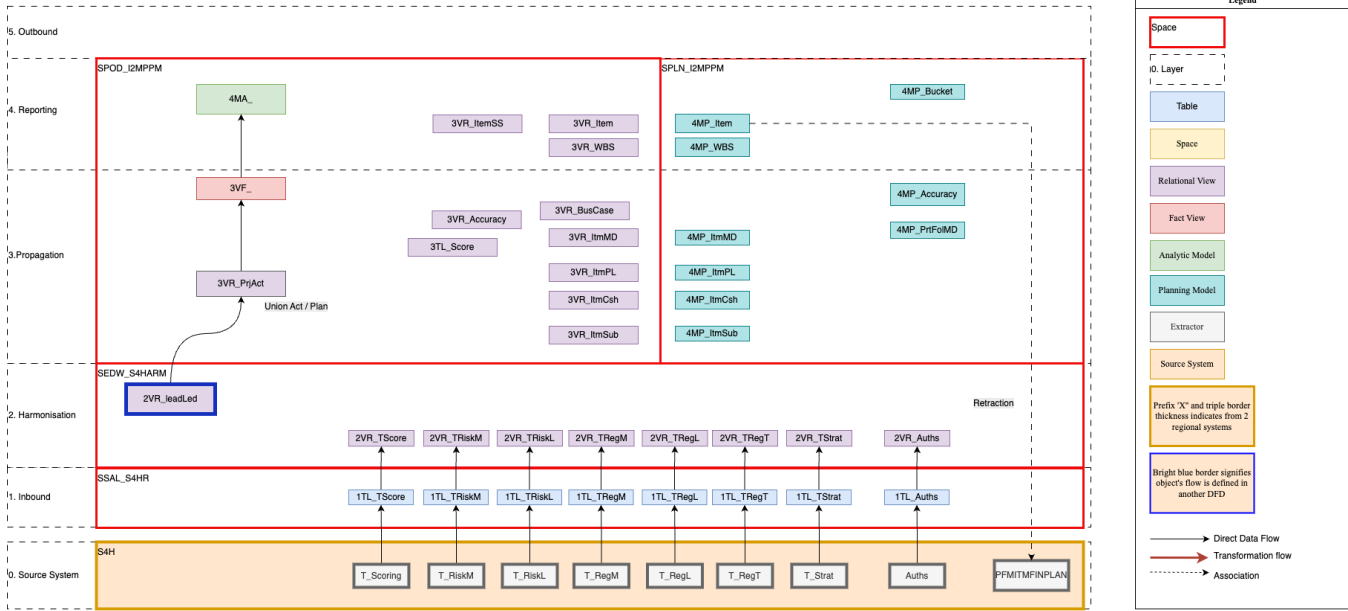 Legend
5. Outbound
Space
SPOD_I2MPPM
SPLN_I2MPPM
0. Layer
4. Reporting
4MA_
3VR_ItemSS
3VR_Item
3VR_WBS
4MP_Bucket
4MP_Item
4MP_WBS
Table
Space
3.Propagation
3VF_
3VR_PrjAct
Union Act / Plan
3VR_Accuracy
3TL_Score
3VR_BusCase
3VR_ItmMD
3VR_ItmPL
3VR_ItmCsh
3VR_ItmSub
4MP_Accuracy
4MP_PrtFolMD
4MP_ItmMD
4MP_ItmPL
4MP_ItmCsh
4MP_ItmSub
Relational View
Fact View
Analytic Model
Planning Model
Extractor
Source System
SEDW_S4HARM
2. Harmonisation
2VR_leadLed
Retraction
2VR_TScore
2VR_TRiskM
2VR_TRiskL
2VR_TRegM
2VR_TRegL
2VR_TRegT
2VR_TStrat
2VR_Auths
Prefix 'X" and triple border
thickness indicates from 2
regional systems
SSAL_S4HR
1. Inbound
1TL_TScore
1TL_TRiskM
1TL_TRiskL
1TL_TRegM
1TL_TRegL
1TL_TRegT
1TL_TStrat
1TL_Auths
Bright blue border signifies
object's flow is defined in
another DFD
S4H
0. Source System
T_Scoring
T_RiskM
T_RiskL
T_RegM
T_RegL
T_RegT
T_Strat
Auths
PFMITMFINPLAN
Direct Data Flow
Transformation flow
Association